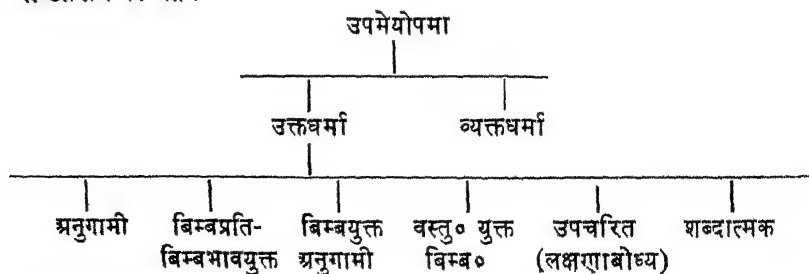 उपमेयोपमा
उक्तधर्मा व्यक्तधर्मा
अनुगामी बिम्बप्रति- बिम्बयुक्त वस्तु० युक्त उपचरित शब्दात्मक
बिम्बभावयुक्त अनुगामी बिम्ब० (लक्षणाबोध्य)